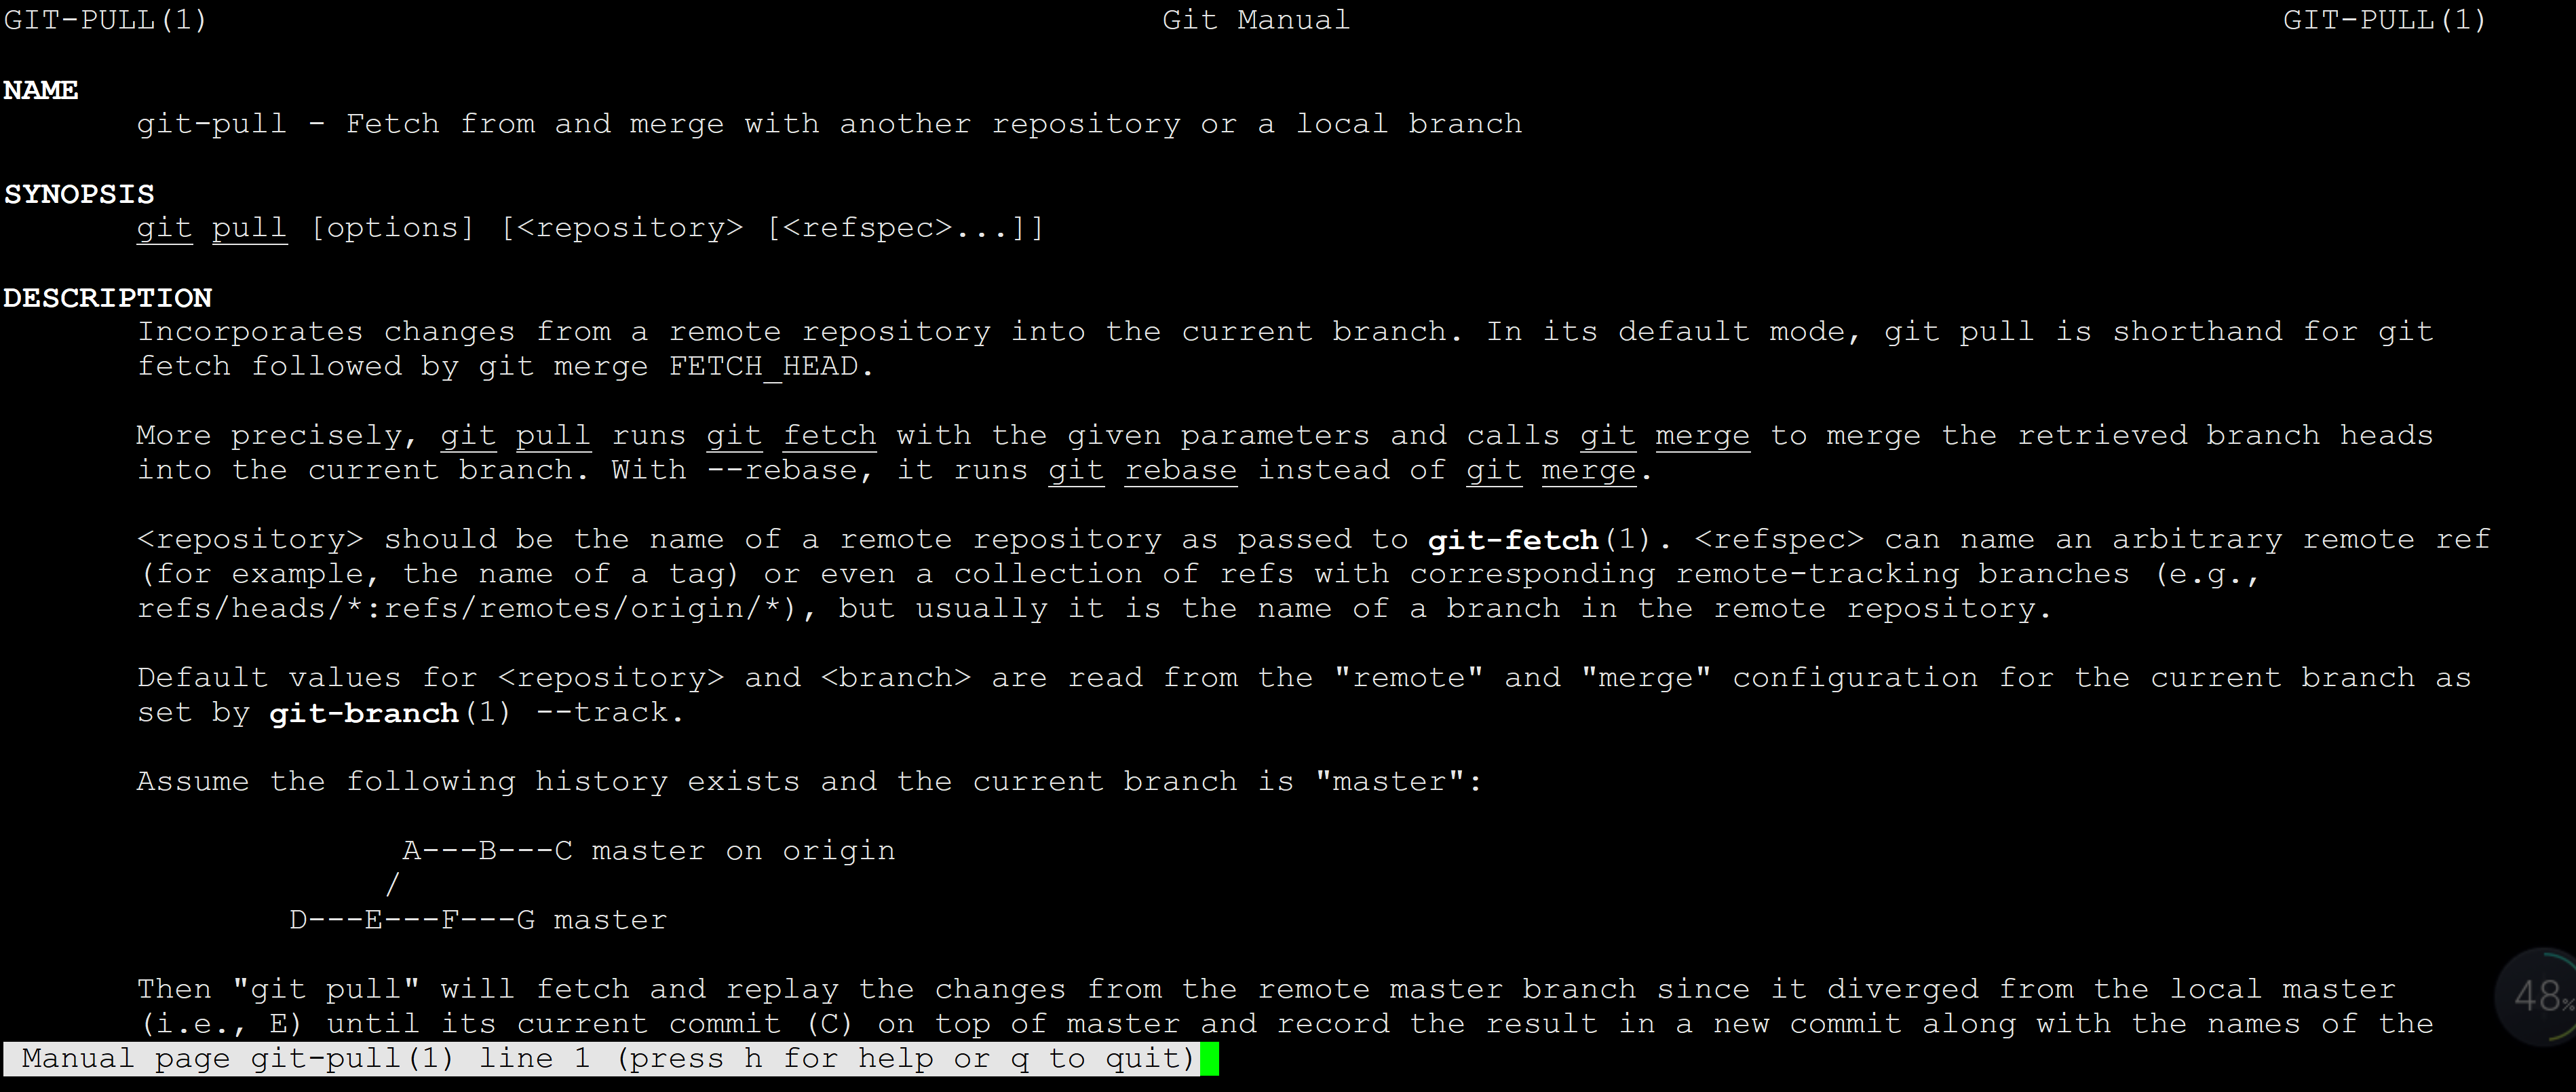 GIT-PULL(1) Git Manual GIT-PULL(1)
NAME
git-pull - Fetch from and merge with another repository or a local branch
SYNOPSIS
git pull [options] [<repository> [<refspec>...]]
DESCRIPTION
Incorporates changes from a remote repository into the current branch. In its default mode, git pull is shorthand for git
fetch followed by git merge FETCH_HEAD.
More precisely, git pull runs git fetch with the given parameters and calls git merge to merge the retrieved branch heads
into the current branch. With --rebase, it runs git rebase instead of git merge.
<repository> should be the name of a remote repository as passed to git-fetch(1). <refspec> can name an arbitrary remote ref
(for example, the name of a tag) or even a collection of refs with corresponding remote-tracking branches (e.g.,
refs/heads/*:refs/remotes/origin/*), but usually it is the name of a branch in the remote repository.
Default values for <repository> and <branch> are read from the "remote" and "merge" configuration for the current branch as
set by git-branch(1) --track.
Assume the following history exists and the current branch is "master":
A---B---C master on origin
/
D---E---F---G master
Then "git pull" will fetch and replay the changes from the remote master branch since it diverged from the local master
(i.e., E) until its current commit (C) on top of master and record the result in a new commit along with the names of the
Manual page git-pull(1) line 1 (press h for help or q to quit)
48%